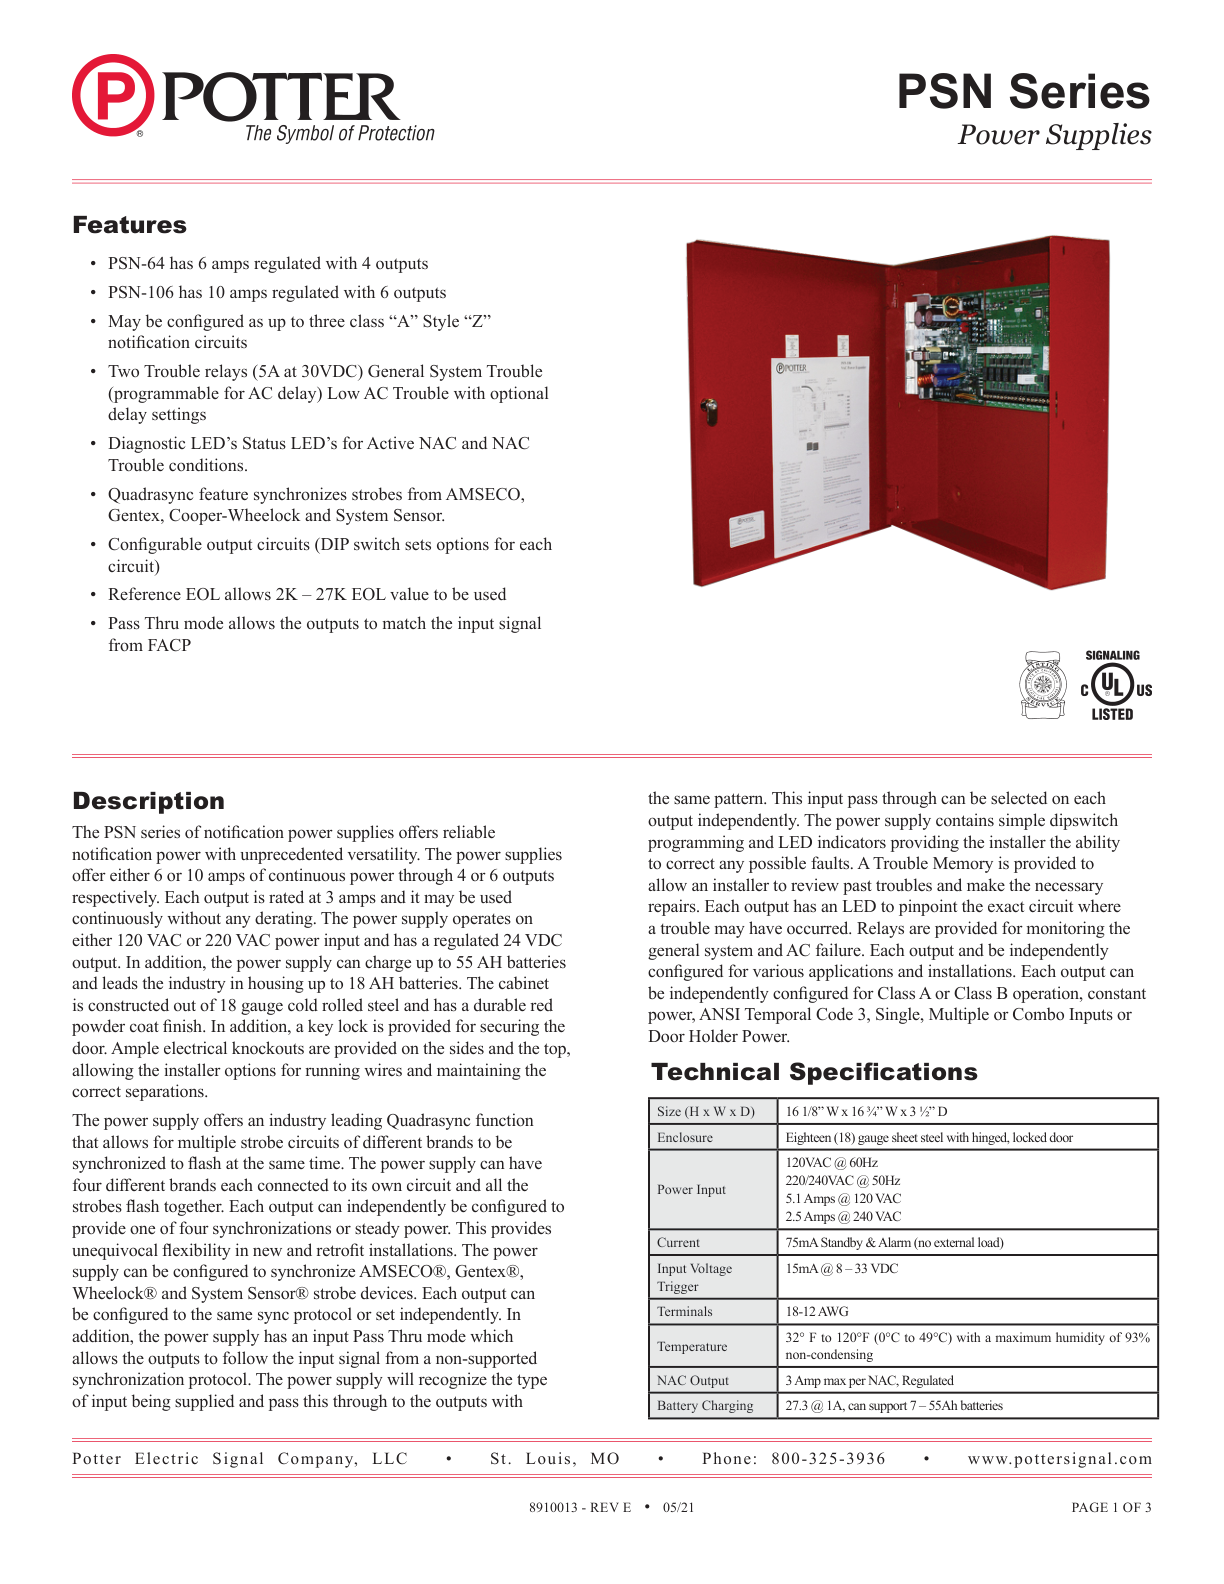 POTTER
®
The Symbol of Protection
PSN Series
Power Supplies
Features
• PSN-64 has 6 amps regulated with 4 outputs
• PSN-106 has 10 amps regulated with 6 outputs
• May be configured as up to three class “A” Style “Z”
notification circuits
• Two Trouble relays (5A at 30VDC) General System Trouble
(programmable for AC delay) Low AC Trouble with optional
delay settings
• Diagnostic LED’s Status LED’s for Active NAC and NAC
Trouble conditions.
• Quadrasync feature synchronizes strobes from AMSECO,
Gentex, Cooper-Wheelock and System Sensor.
• Configurable output circuits (DIP switch sets options for each
circuit)
• Reference EOL allows 2K – 27K EOL value to be used
• Pass Thru mode allows the outputs to match the input signal
from FACP
POTTER
LISTING
SERVICE
SIGNALING
C UL US
®
LISTED
Description
The PSN series of notification power supplies offers reliable
notification power with unprecedented versatility. The power supplies
offer either 6 or 10 amps of continuous power through 4 or 6 outputs
respectively. Each output is rated at 3 amps and it may be used
continuously without any derating. The power supply operates on
either 120 VAC or 220 VAC power input and has a regulated 24 VDC
output. In addition, the power supply can charge up to 55 AH batteries
and leads the industry in housing up to 18 AH batteries. The cabinet
is constructed out of 18 gauge cold rolled steel and has a durable red
powder coat finish. In addition, a key lock is provided for securing the
door. Ample electrical knockouts are provided on the sides and the top,
allowing the installer options for running wires and maintaining the
correct separations.
The power supply offers an industry leading Quadrasync function
that allows for multiple strobe circuits of different brands to be
synchronized to flash at the same time. The power supply can have
four different brands each connected to its own circuit and all the
strobes flash together. Each output can independently be configured to
provide one of four synchronizations or steady power. This provides
unequivocal flexibility in new and retrofit installations. The power
supply can be configured to synchronize AMSECO®, Gentex®,
Wheelock® and System Sensor® strobe devices. Each output can
be configured to the same sync protocol or set independently. In
addition, the power supply has an input Pass Thru mode which
allows the outputs to follow the input signal from a non-supported
synchronization protocol. The power supply will recognize the type
of input being supplied and pass this through to the outputs with
the same pattern. This input pass through can be selected on each
output independently. The power supply contains simple dipswitch
programming and LED indicators providing the installer the ability
to correct any possible faults. A Trouble Memory is provided to
allow an installer to review past troubles and make the necessary
repairs. Each output has an LED to pinpoint the exact circuit where
a trouble may have occurred. Relays are provided for monitoring the
general system and AC failure. Each output and be independently
configured for various applications and installations. Each output can
be independently configured for Class A or Class B operation, constant
power, ANSI Temporal Code 3, Single, Multiple or Combo Inputs or
Door Holder Power.
Technical Specifications
Size (H x W x D) 16 1/8” W x 16 ¾” W x 3 ½” D
Enclosure Eighteen (18) gauge sheet steel with hinged, locked door
Power Input
120VAC @ 60Hz
220/240VAC @ 50Hz
5.1 Amps @ 120 VAC
2.5 Amps @ 240 VAC
Current 75mA Standby & Alarm (no external load)
Input Voltage
Trigger
15mA @ 8 – 33 VDC
Terminals 18-12 AWG
Temperature
32° F to 120°F (0°C to 49°C) with a maximum humidity of 93%
non-condensing
NAC Output 3 Amp max per NAC, Regulated
Battery Charging 27.3 @ 1A, can support 7 – 55Ah batteries
Potter Electric Signal Company, LLC • St. Louis, MO • Phone: 800-325-3936 • www.pottersignal.com
8910013 - REV E • 05/21
PAGE 1 OF 3